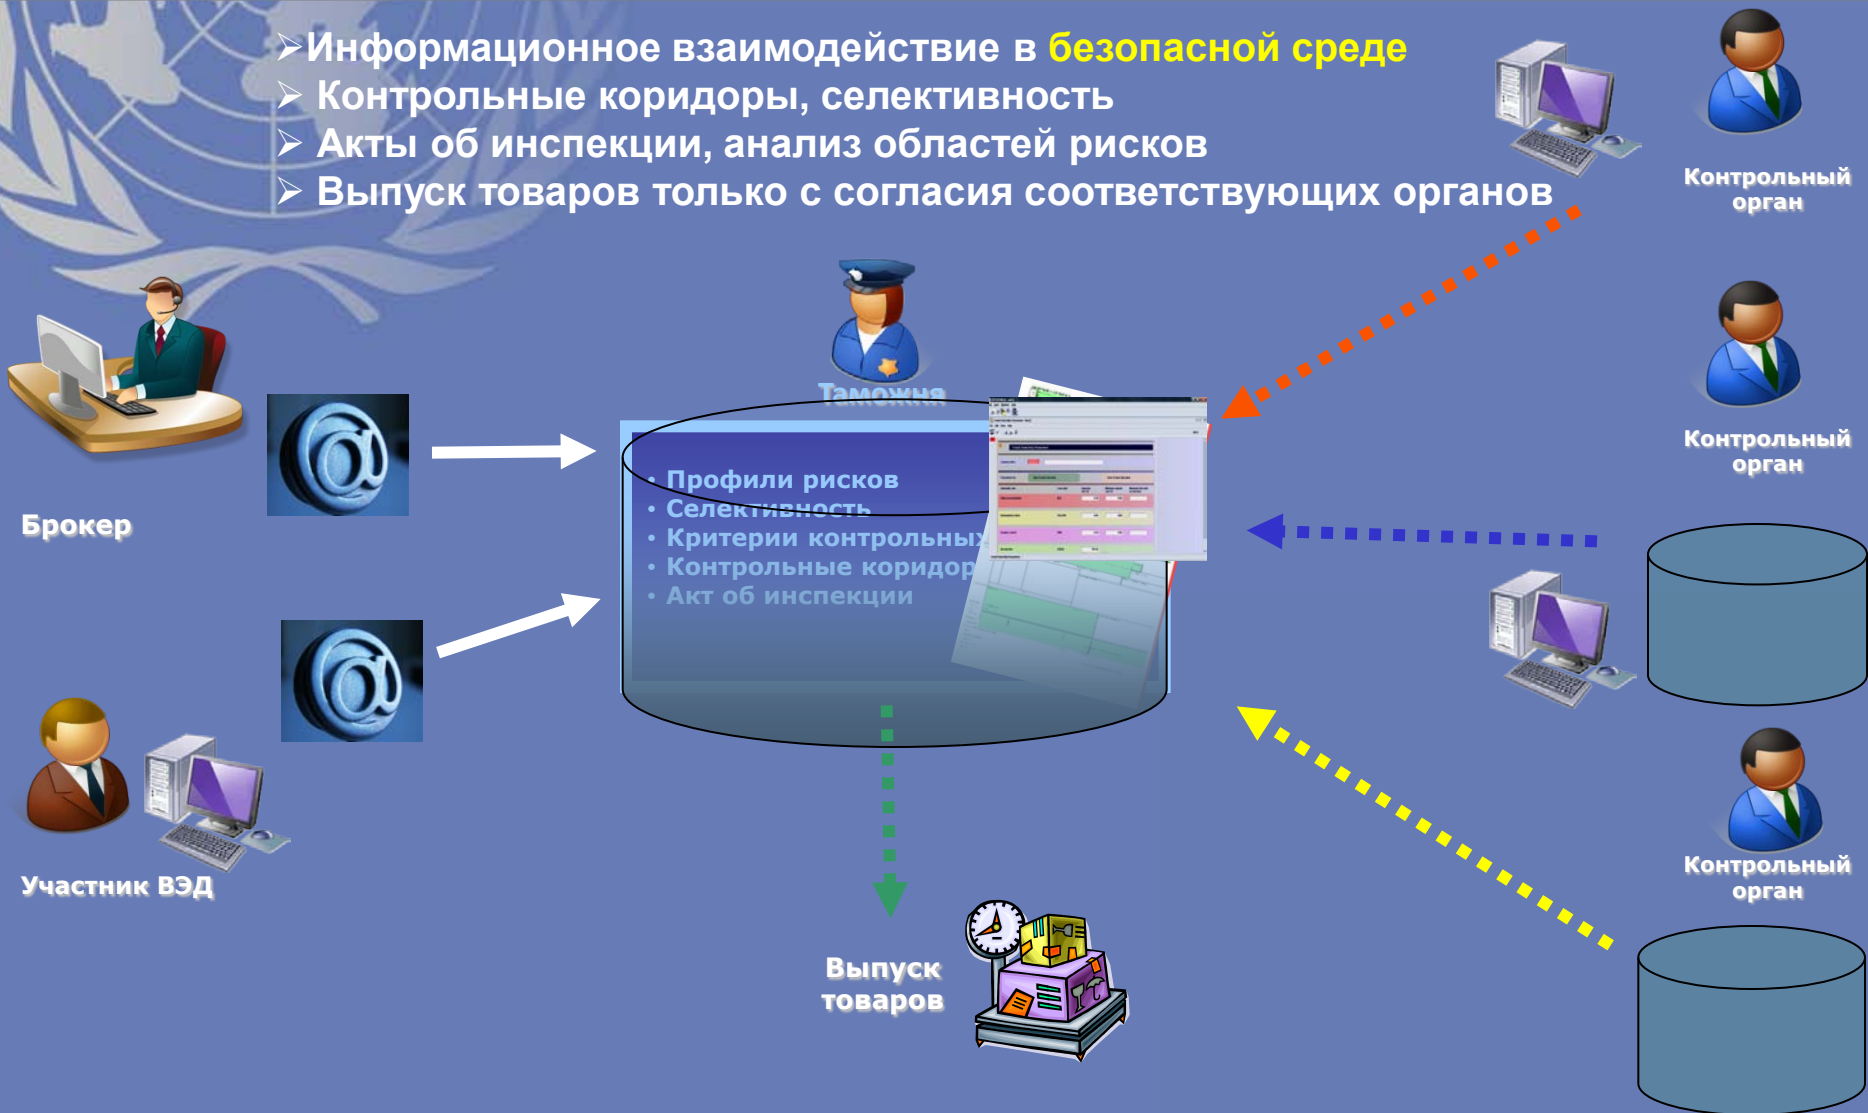 ➢Информационное взаимодействие в безопасной среде
➢ Контрольные коридоры, селективность
➢ Акты об инспекции, анализ областей рисков
➢ Выпуск товаров только с согласия соответствующих органов
Контрольный
орган
Контрольный
орган
Таможня
• Профили рисков
• Селективность
• Критерии контрольных
• Контрольные коридор
• Акт об инспекции
Брокер
Участник ВЭД
Контрольный
орган
Выпуск
товаров